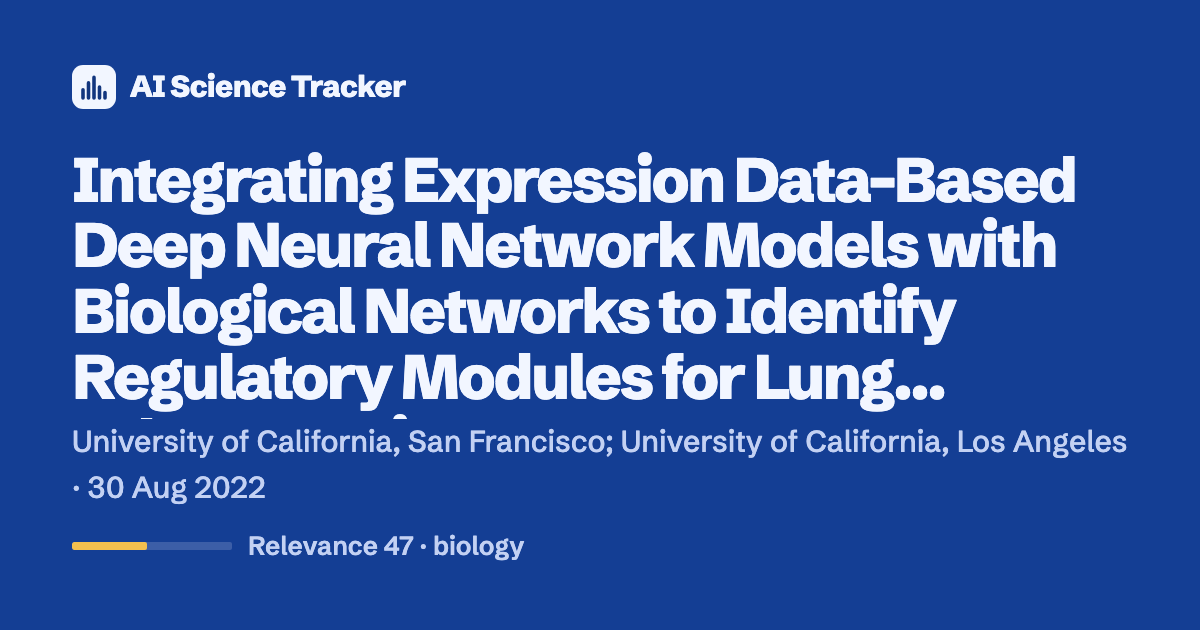 AI Science Tracker
Integrating Expression Data-Based
Deep Neural Network Models with
Biological Networks to Identify
Regulatory Modules for Lung...
University of California, San Francisco; University of California, Los Angeles
· 30 Aug 2022
Relevance 47 · biology